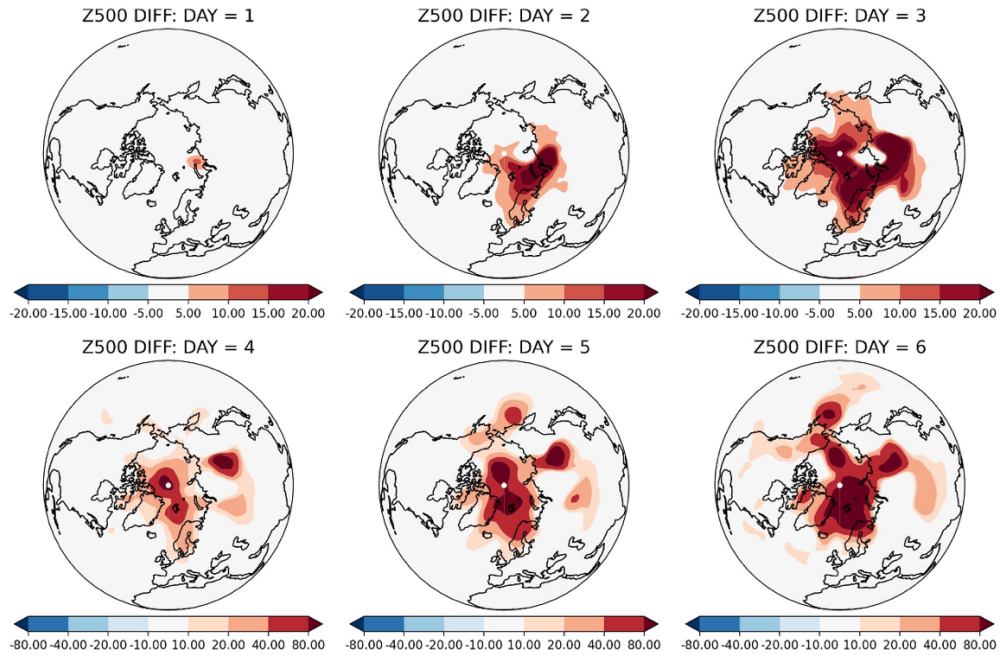 Z500 DIFF: DAY = 1
Z500 DIFF: DAY = 2
Z500 DIFF: DAY = 3
-20.00 -15.00 -10.00 -5.00 5.00 10.00 15.00 20.00
-20.00 -15.00 -10.00 -5.00 5.00 10.00 15.00 20.00
-20.00 -15.00 -10.00 -5.00 5.00 10.00 15.00 20.00
Z500 DIFF: DAY = 4
Z500 DIFF: DAY = 5
Z500 DIFF: DAY = 6
-80.00 -40.00 -20.00 -10.00 10.00 20.00 40.00 80.00
-80.00 -40.00 -20.00 -10.00 10.00 20.00 40.00 80.00
-80.00 -40.00 -20.00 -10.00 10.00 20.00 40.00 80.00